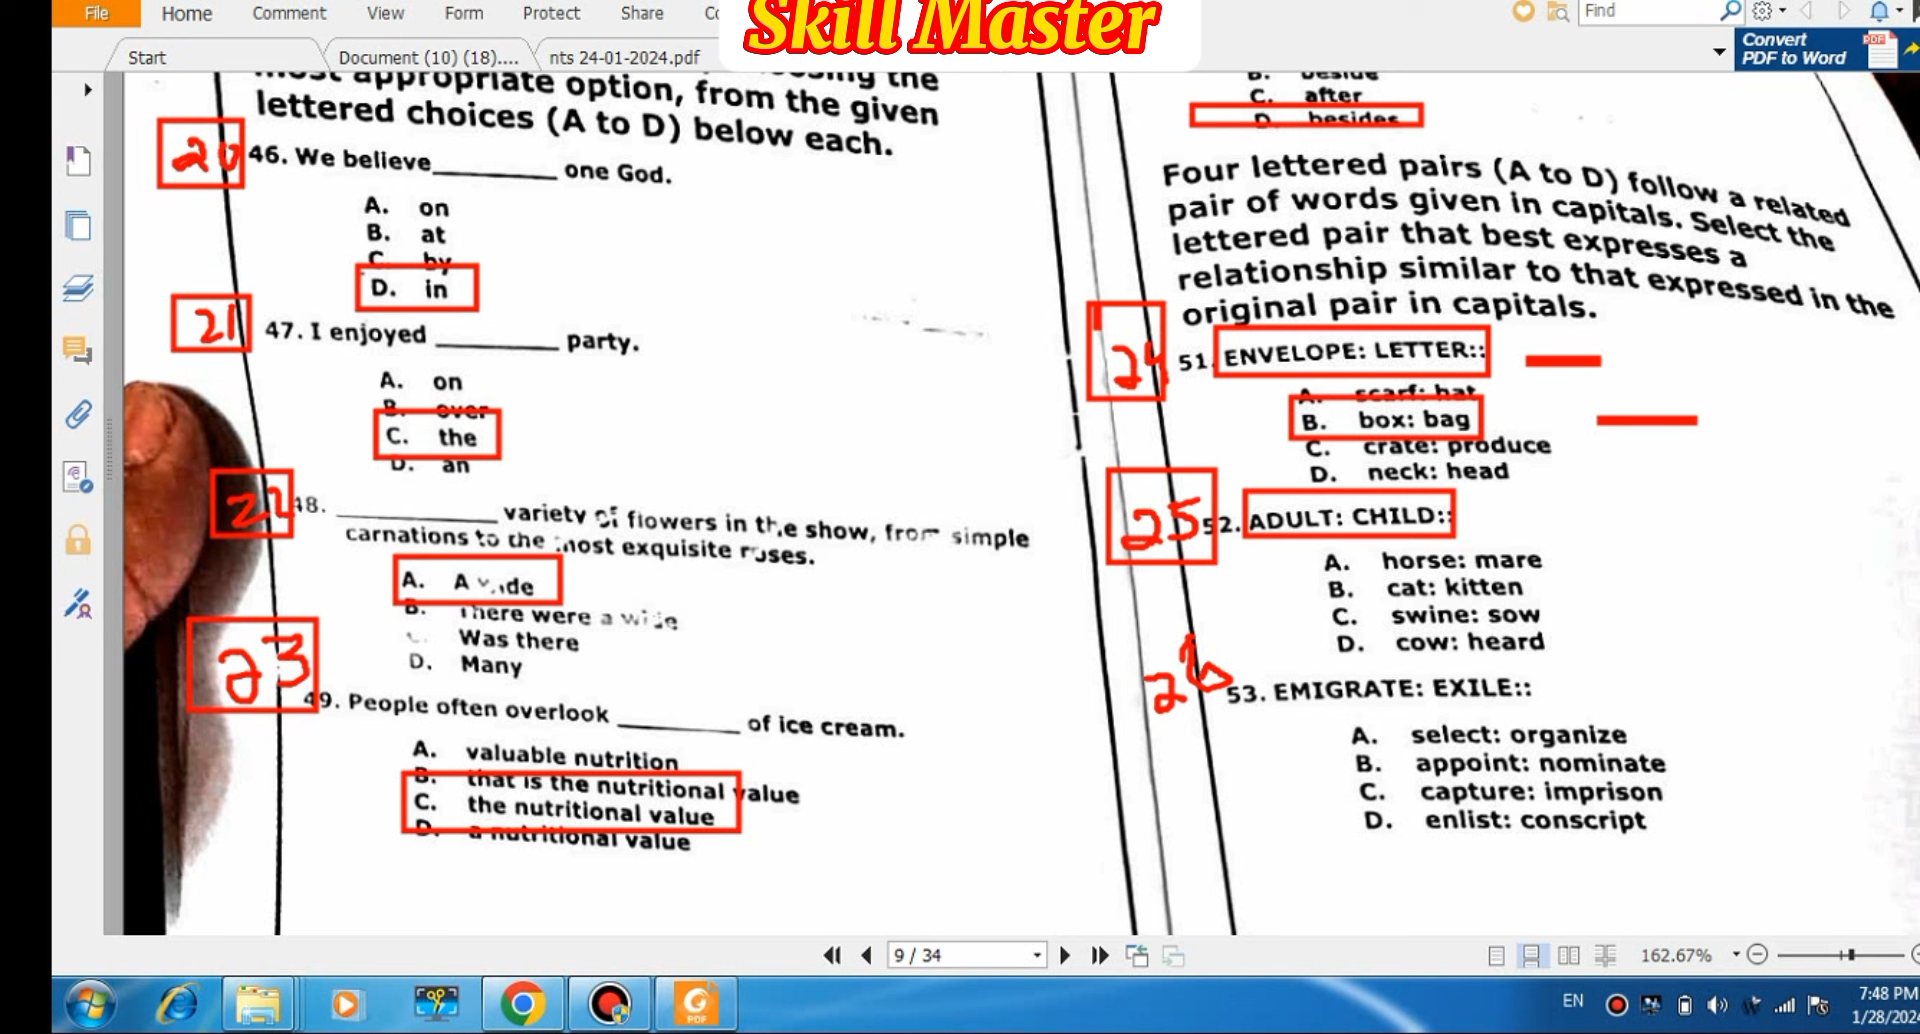 Skill Master
File Home Comment View Form Protect Share
Find
Start
Document (10) (18)....
nts 24-01-2024.pdf
Convert
PDF to Word
most appropriate option, from the given
lettered choices (A to D) below each.
20
46. We believe________ one God.
A. on
B. at
C. by
D. in
21
47. I enjoyed ________ party.
A. on
B. over
C. the
D. an
22
48. __________ variety of flowers in the show, from simple
carnations to the most exquisite roses.
A. A wide
B. There were a wide
Was there
D. Many
23
49. People often overlook ________ of ice cream.
A. valuable nutrition
B. that is the nutritional value
C. the nutritional value
D. a nutritional value
B. beside
C. after
D. besides
Four lettered pairs (A to D) follow a related
pair of words given in capitals. Select the
lettered pair that best expresses a
relationship similar to that expressed in the
original pair in capitals.
24
51. ENVELOPE: LETTER::
A. scarf: hat
B. box: bag
C. crate: produce
D. neck: head
25
52. ADULT: CHILD::
A. horse: mare
B. cat: kitten
C. swine: sow
D. cow: heard
26
53. EMIGRATE: EXILE::
A. select: organize
B. appoint: nominate
C. capture: imprison
D. enlist: conscript
9 / 34
162.67%
EN
7:48 PM
1/28/202